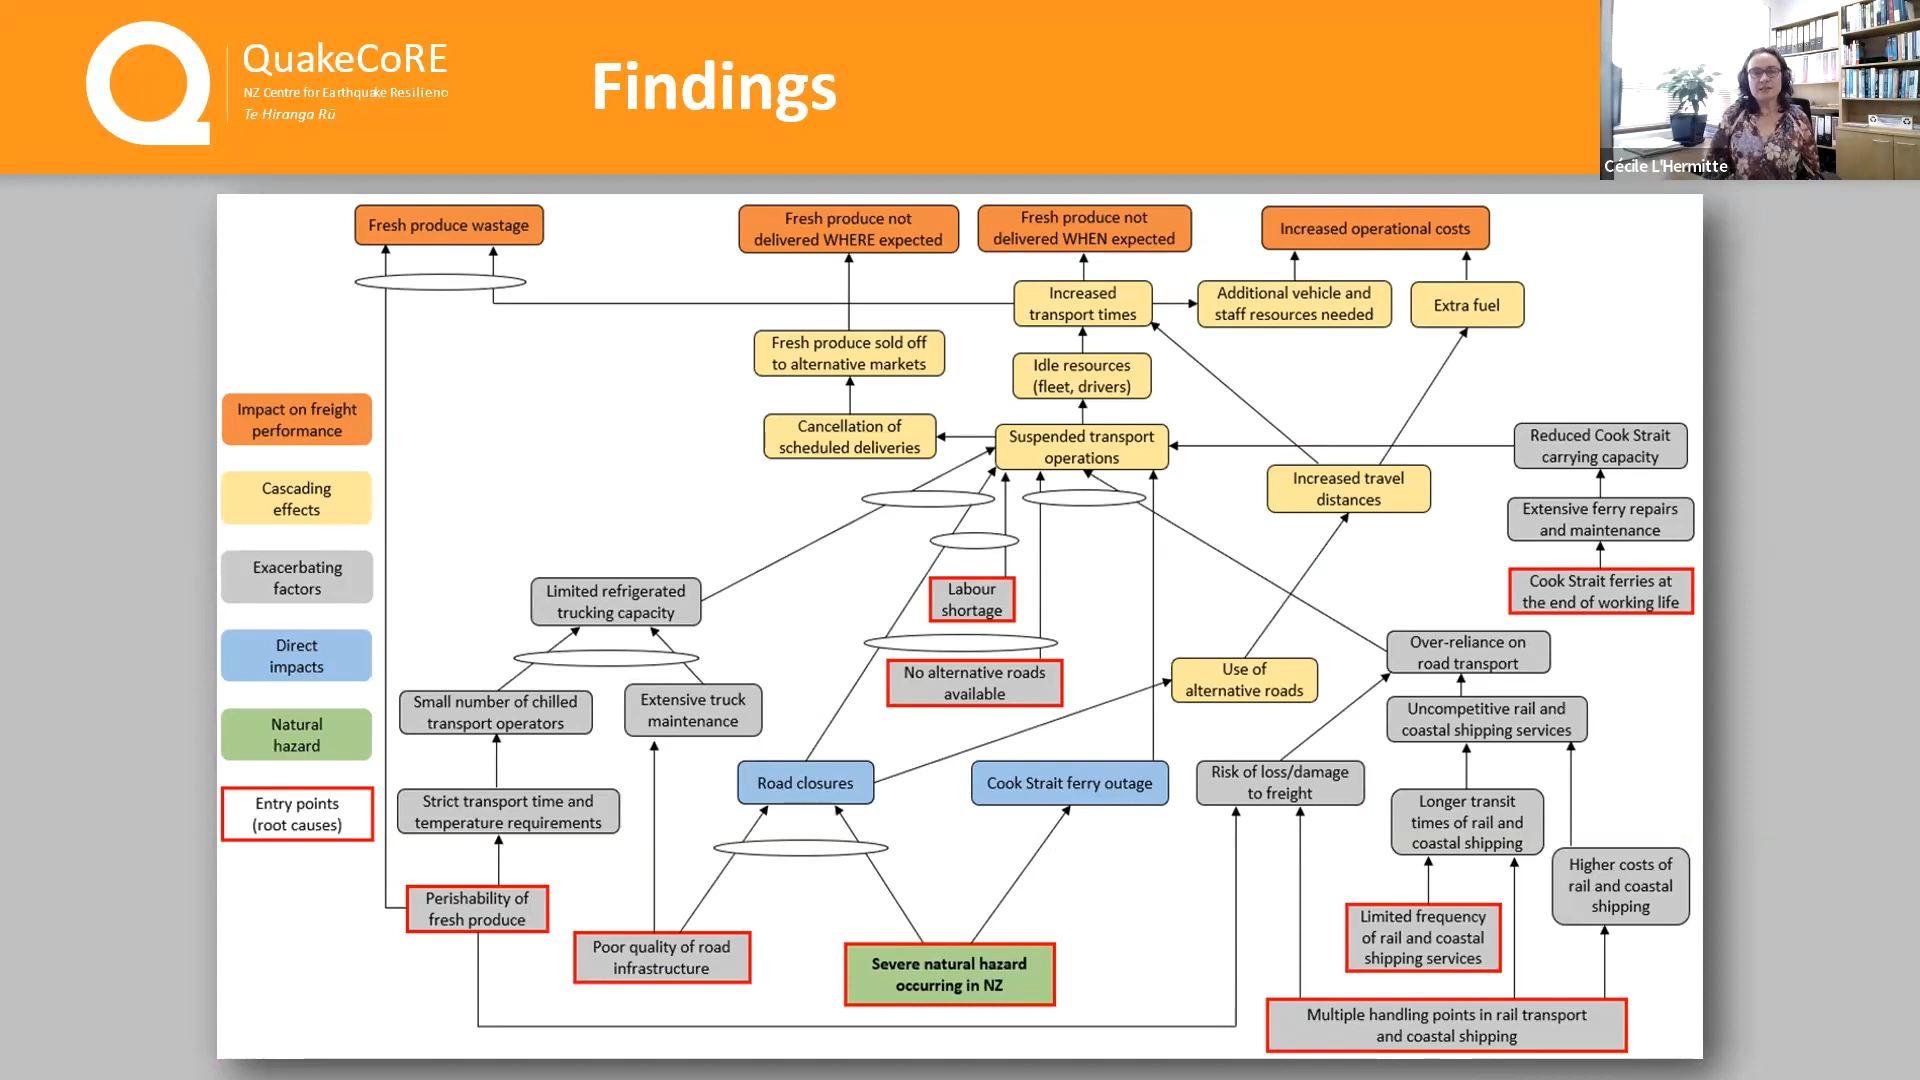 QuakeCoRE
NZ Centre for Earthquake Resilienc
Te Hiranga Rū
Findings
Cécile L'Hermitte
Fresh produce wastage
Fresh produce not
delivered WHERE expected
Fresh produce not
delivered WHEN expected
Increased operational costs
Increased
transport times
Additional vehicle and
staff resources needed
Extra fuel
Fresh produce sold off
to alternative markets
Idle resources
(fleet, drivers)
Impact on freight
performance
Cancellation of
scheduled deliveries
Suspended transport
operations
Reduced Cook Strait
carrying capacity
Cascading
effects
Increased travel
distances
Extensive ferry repairs
and maintenance
Exacerbating
factors
Limited refrigerated
trucking capacity
Labour
shortage
Cook Strait ferries at
the end of working life
Direct
impacts
No alternative roads
available
Use of
alternative roads
Over-reliance on
road transport
Small number of chilled
transport operators
Extensive truck
maintenance
Uncompetitive rail and
coastal shipping services
Natural
hazard
Road closures
Cook Strait ferry outage
Risk of loss/damage
to freight
Entry points
(root causes)
Strict transport time and
temperature requirements
Longer transit
times of rail and
coastal shipping
Higher costs of
rail and coastal
shipping
Perishability of
fresh produce
Poor quality of road
infrastructure
Severe natural hazard
occurring in NZ
Limited frequency
of rail and coastal
shipping services
Multiple handling points in rail transport
and coastal shipping